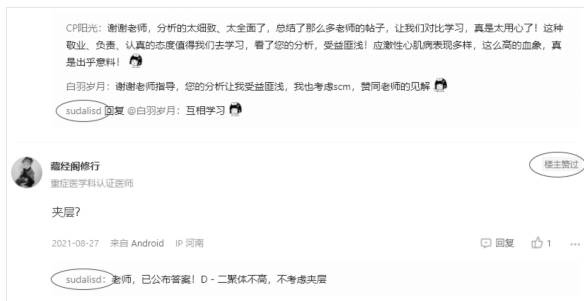 CP阳光：谢谢老师，分析的太细致、太全面了，总结了那么多老师的帖子，让我们对比学习，真是太用心了！这种
敬业、负责、认真的态度值得我们去学习，看了您的分析，受益匪浅！应激性心肌病表现多样，这么高的血象，真
是出乎意料！
白羽岁月：谢谢老师指导，您的分析让我受益匪浅，我也考虑scm，赞同老师的见解
sudalisd 回复 @白羽岁月：互相学习
藏经阁修行
楼主赞过
重症医学科认证医师
夹层?
2021-08-27 来自 Android IP 河南 回复 1 ...
sudalisd：老师，已公布答案！D－二聚体不高，不考虑夹层